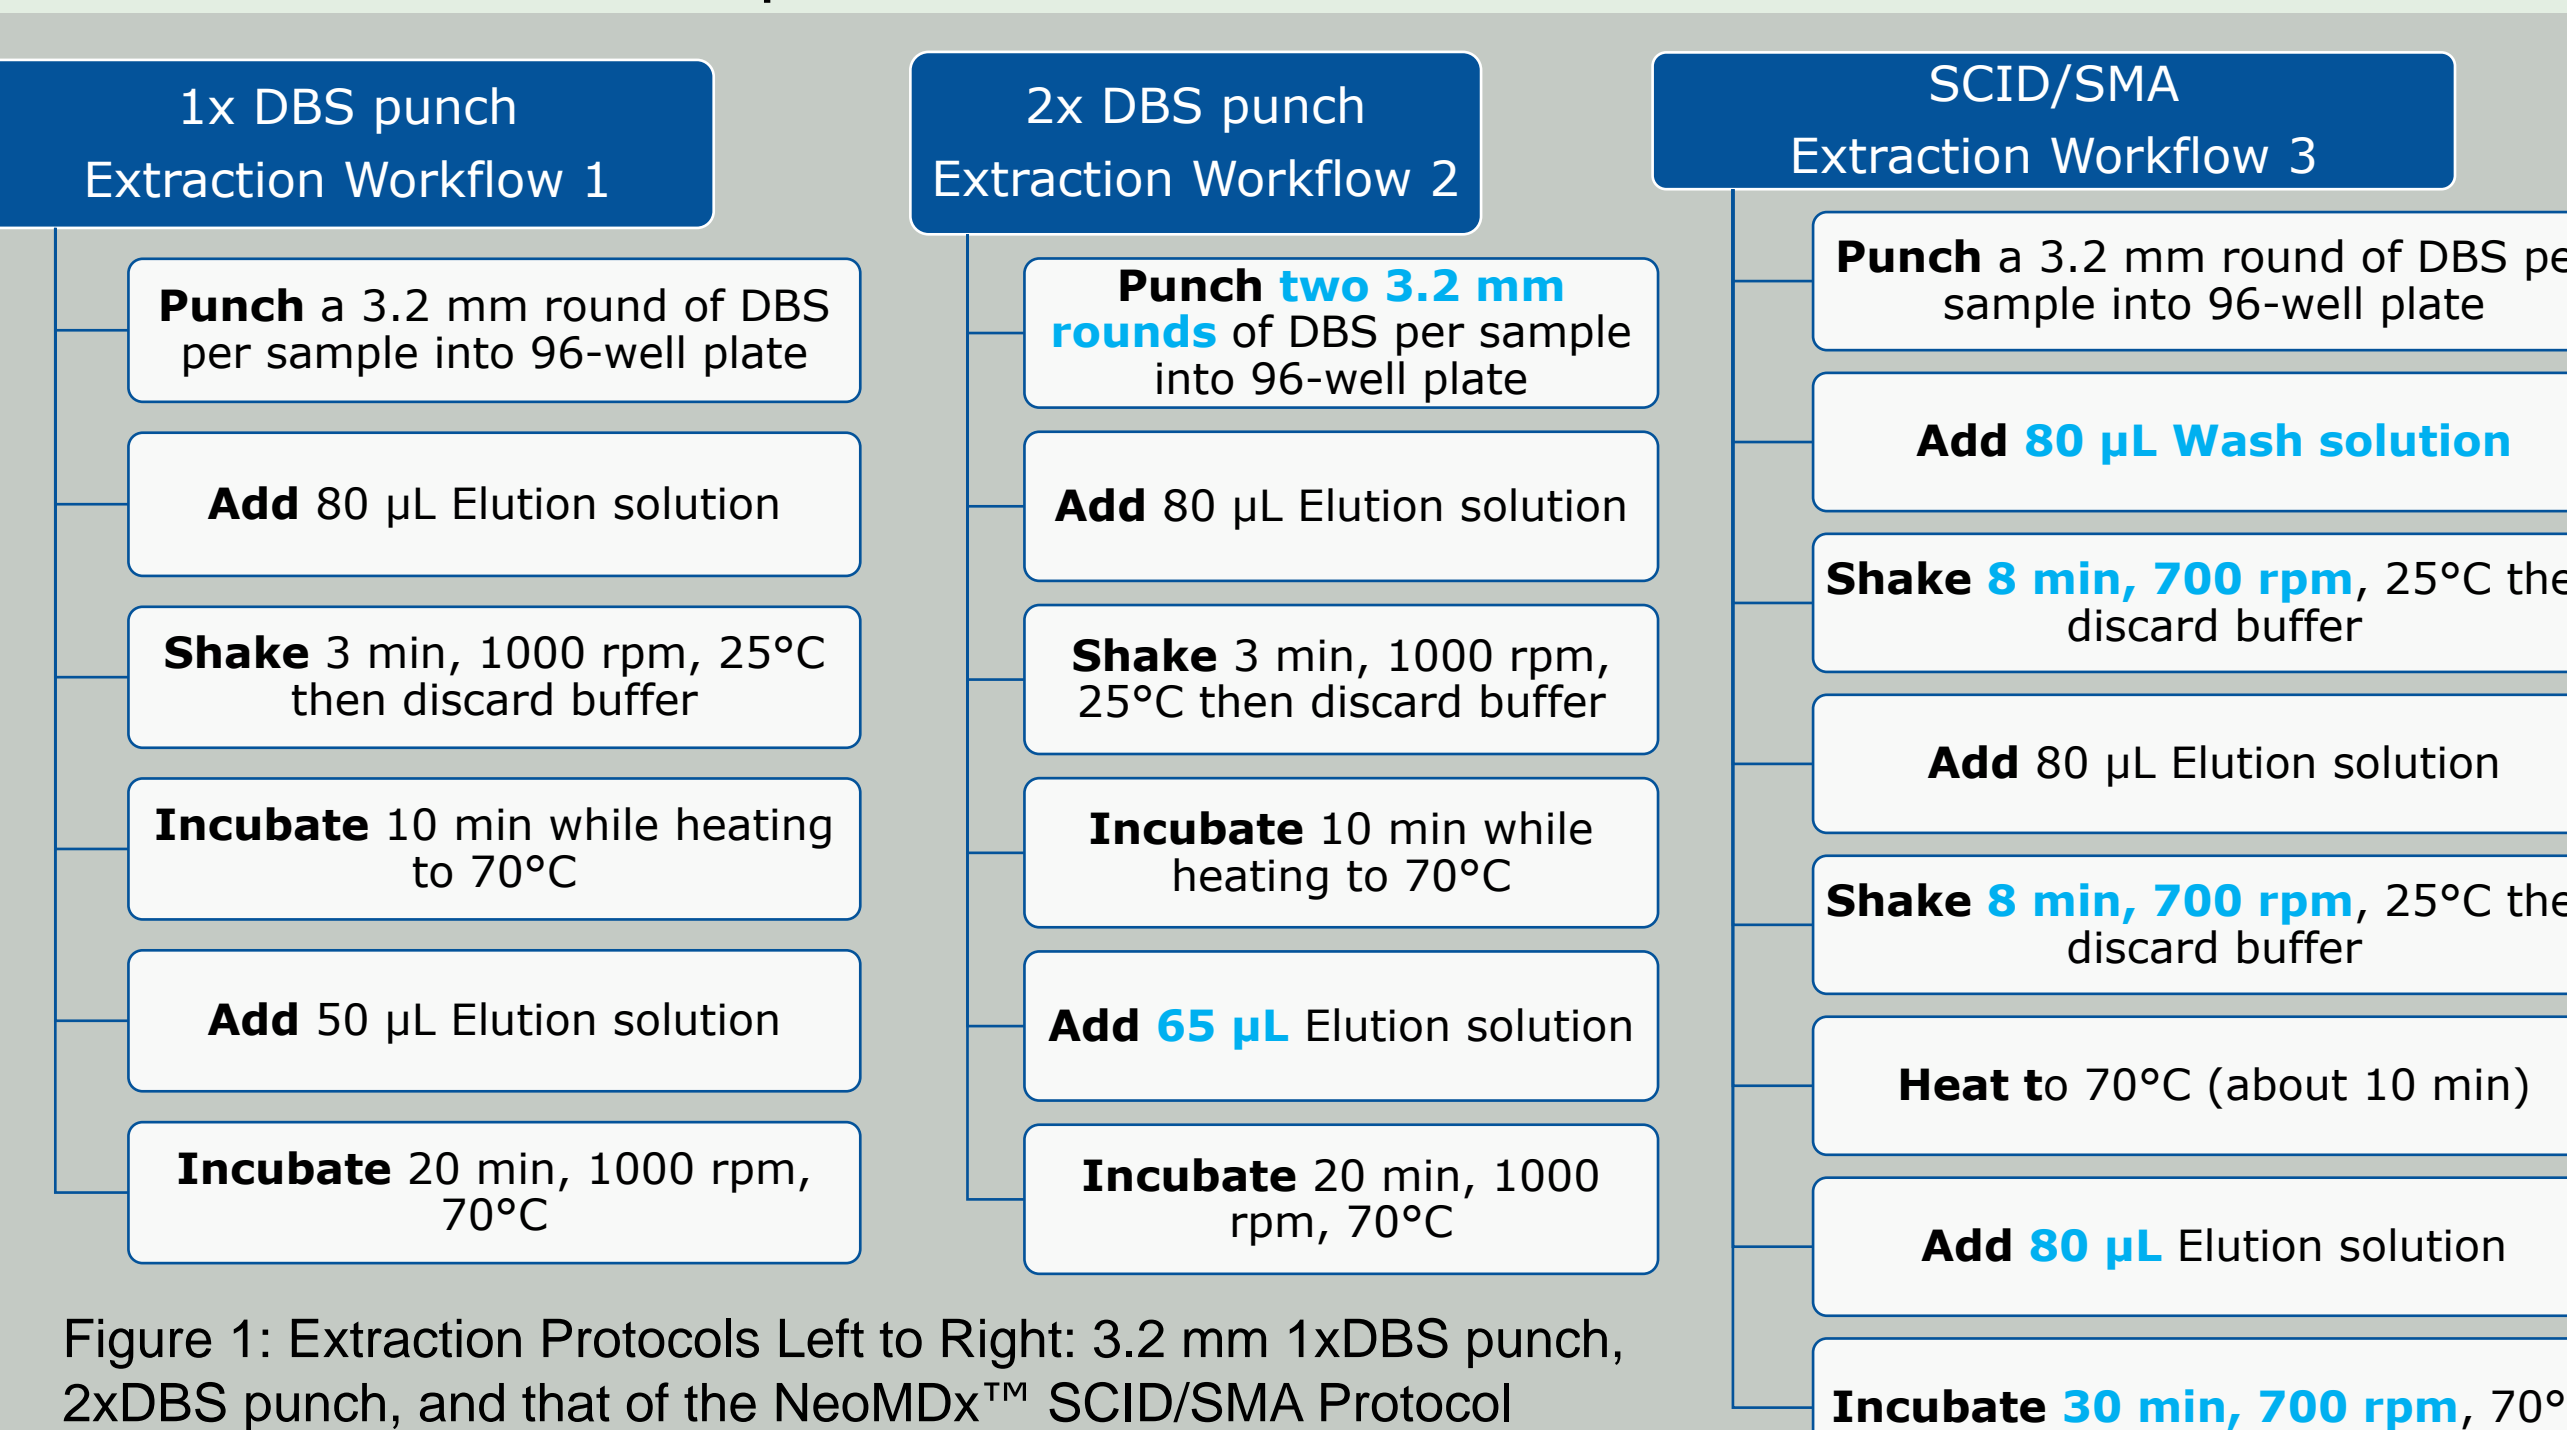 1x DBS punch
Extraction Workflow 1
Punch a 3.2 mm round of DBS
per sample into 96-well plate
Add 80 µL Elution solution
Shake 3 min, 1000 rpm, 25°C
then discard buffer
Incubate 10 min while heating
to 70°C
Add 50 µL Elution solution
Incubate 20 min, 1000 rpm,
70°C
2x DBS punch
Extraction Workflow 2
Punch two 3.2 mm
rounds of DBS per sample
into 96-well plate
Add 80 µL Elution solution
Shake 3 min, 1000 rpm,
25°C then discard buffer
Incubate 10 min while
heating to 70°C
Add 65 µL Elution solution
Incubate 20 min, 1000
rpm, 70°C
SCID/SMA
Extraction Workflow 3
Punch a 3.2 mm round of DBS
sample into 96-well plate
Add 80 µL Wash solution
Shake 8 min, 700 rpm, 25°C
discard buffer
Add 80 µL Elution solution
Shake 8 min, 700 rpm, 25°C
discard buffer
Heat to 70°C (about 10 min)
Add 80 µL Elution solution
Incubate 30 min, 700 rpm, 70°
Figure 1: Extraction Protocols Left to Right: 3.2 mm 1xDBS punch,
2xDBS punch, and that of the NeoMDx™ SCID/SMA Protocol